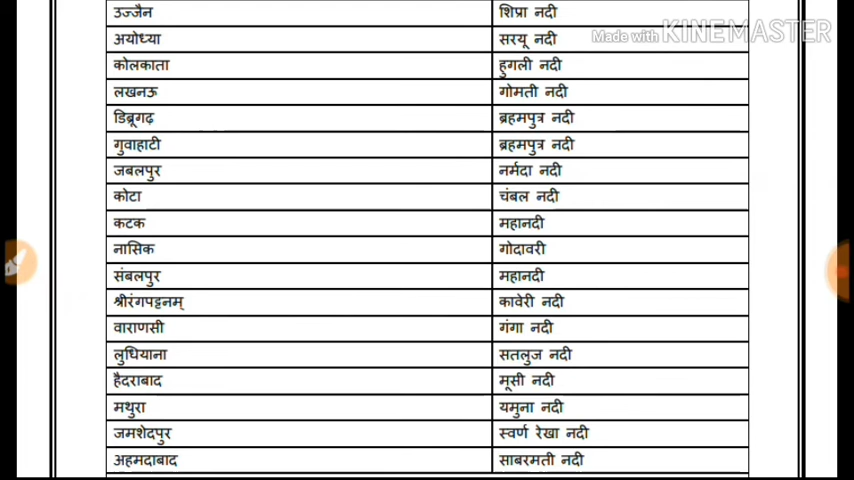 उज्जैन शिप्रा नदी
Made with KINEMASTER
अयोध्या सरयू नदी
कोलकाता हुगली नदी
लखनऊ गोमती नदी
डिब्रूगढ़ ब्रहमपुत्र नदी
गुवाहाटी ब्रहमपुत्र नदी
जबलपुर नर्मदा नदी
कोटा चंबल नदी
कटक महानदी
नासिक गोदावरी
संबलपुर महानदी
श्रीरंगपट्टनम् कावेरी नदी
वाराणसी गंगा नदी
लुधियाना सतलुज नदी
हैदराबाद मूसी नदी
मथुरा यमुना नदी
जमशेदपुर स्वर्ण रेखा नदी
अहमदाबाद साबरमती नदी